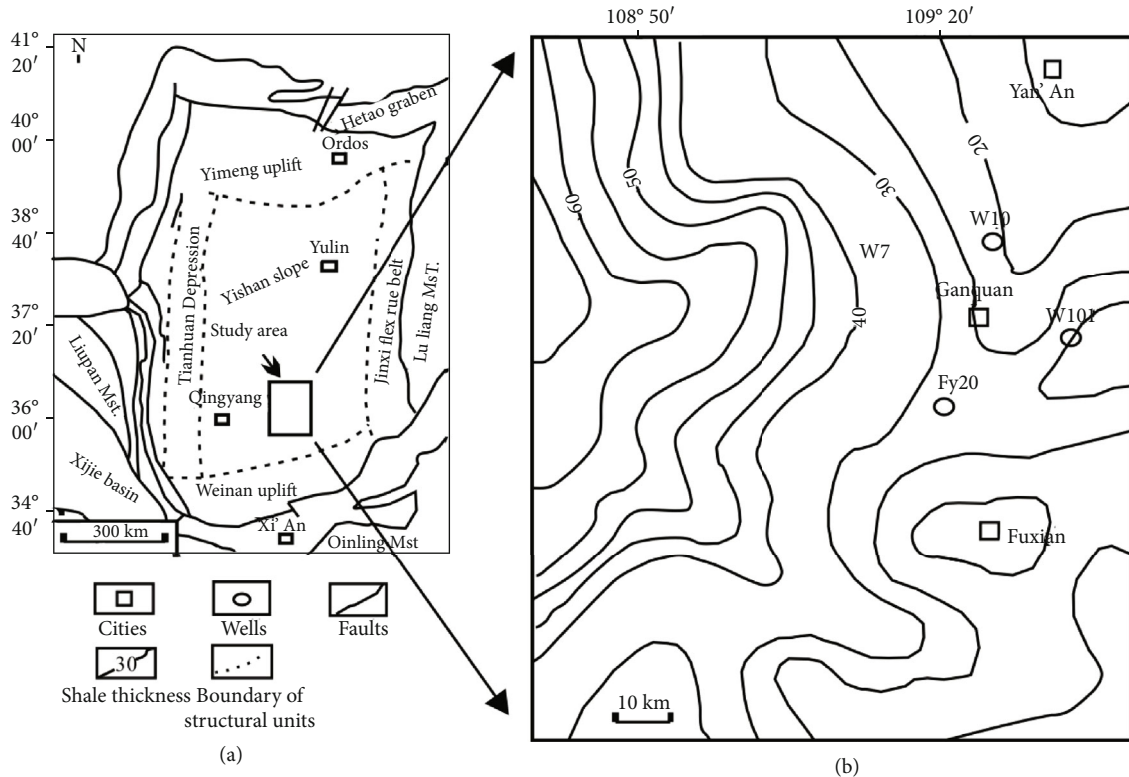 41°
20′
N
40°
00′
38°
40′
37°
20′
36°
00′
34°
40′
Hetao graben
Ordos
Yimeng uplift
Yulin
Yishan slope
Tianhuan Depression
Study area
Jinxi flex rue belt
Lu liang MsT.
Liupan Mst.
Qingyang
Xijie basin
Weinan uplift
Xi' An
Oinling Mst
300 km
Cities
Wells
Faults
30
Shale thickness
Boundary of
structural units
(a)
108° 50′
109° 20′
Yan' An
20
30
50
60
W10
W7
Ganquan
W101
40
Fy20
Fuxian
10 km
(b)